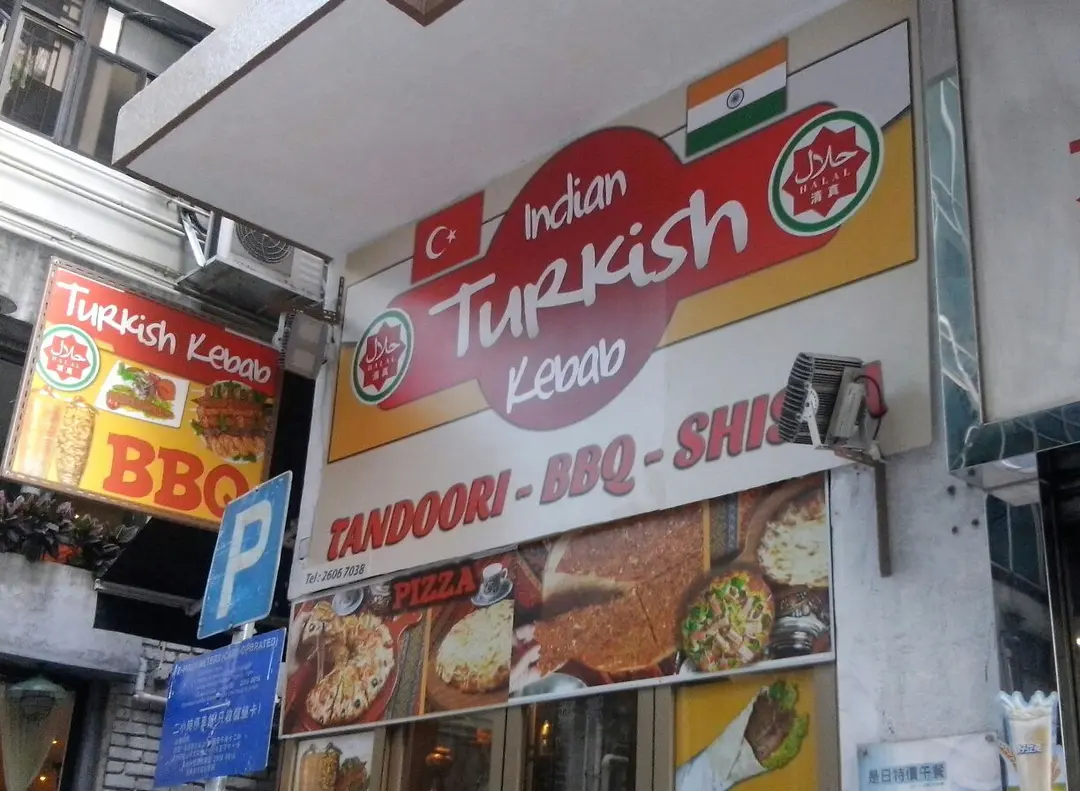 Indian
Turkish
Kebab
حلال
HALAL
清真
حلال
HALAL
清真
TANDOORI - BBQ - SHIS
Tel: 2606 7038
PIZZA
Turkish Kebab
حلال
HALAL
清真
BBQ
P
是日特價午餐